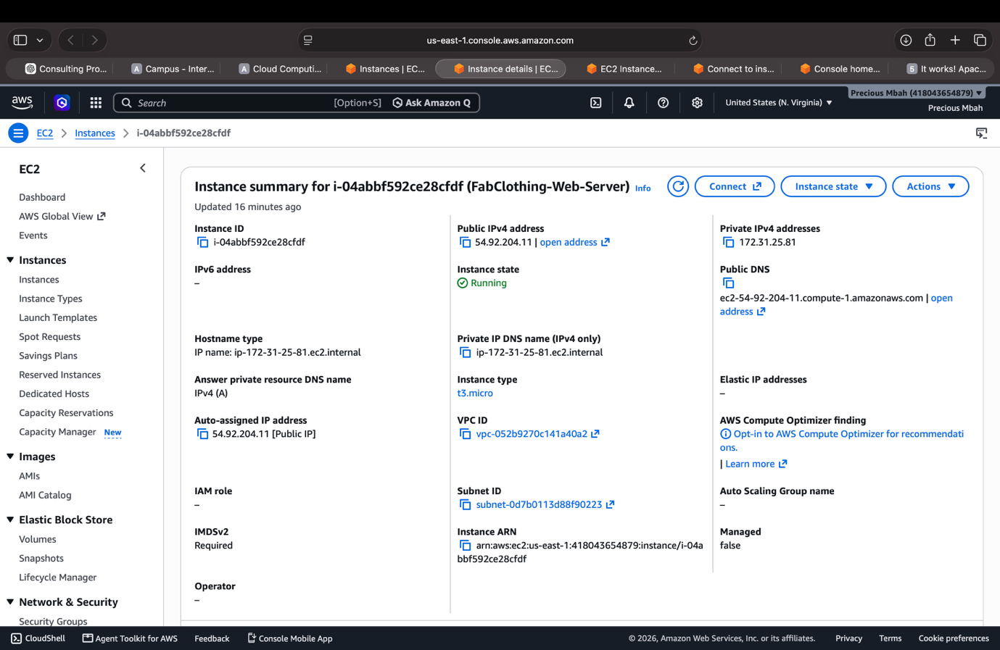 us-east-1.console.aws.amazon.com
Consulting Pro...
A Campus - Inter...
A Cloud Computi...
Instances | EC...
Instance details | EC...
EC2 Instance...
Connect to ins...
Console home...
5 It works! Apac...
aws
Search [Option+S] Ask Amazon Q
United States (N. Virginia)
Precious Mbah (418043654879)
Precious Mbah
EC2 > Instances > i-04abbf592ce28cfdf
EC2
Dashboard
AWS Global View
Events
Instances
Instances
Instance Types
Launch Templates
Spot Requests
Savings Plans
Reserved Instances
Dedicated Hosts
Capacity Reservations
Capacity Manager New
Images
AMIs
AMI Catalog
Elastic Block Store
Volumes
Snapshots
Lifecycle Manager
Network & Security
Security Groups
Instance summary for i-04abbf592ce28cfdf (FabClothing-Web-Server) Info
Connect
Instance state
Actions
Updated 16 minutes ago
Instance ID
i-04abbf592ce28cfdf
Public IPv4 address
54.92.204.11 | open address
Private IPv4 addresses
172.31.25.81
IPv6 address
–
Instance state
Running
Public DNS
ec2-54-92-204-11.compute-1.amazonaws.com | open
address
Hostname type
IP name: ip-172-31-25-81.ec2.internal
Private IP DNS name (IPv4 only)
ip-172-31-25-81.ec2.internal
Answer private resource DNS name
IPv4 (A)
Instance type
t3.micro
Elastic IP addresses
–
Auto-assigned IP address
54.92.204.11 [Public IP]
VPC ID
vpc-052b9270c141a40a2
AWS Compute Optimizer finding
Opt-in to AWS Compute Optimizer for recommendati
ons.
| Learn more
IAM role
–
Subnet ID
subnet-0d7b0113d88f90223
Auto Scaling Group name
–
IMDSv2
Required
Instance ARN
arn:aws:ec2:us-east-1:418043654879:instance/i-04a
bbf592ce28cfdf
Managed
false
Operator
–
CloudShell
Agent Toolkit for AWS
Feedback
Console Mobile App
© 2026, Amazon Web Services, Inc. or its affiliates.
Privacy
Terms
Cookie preferences